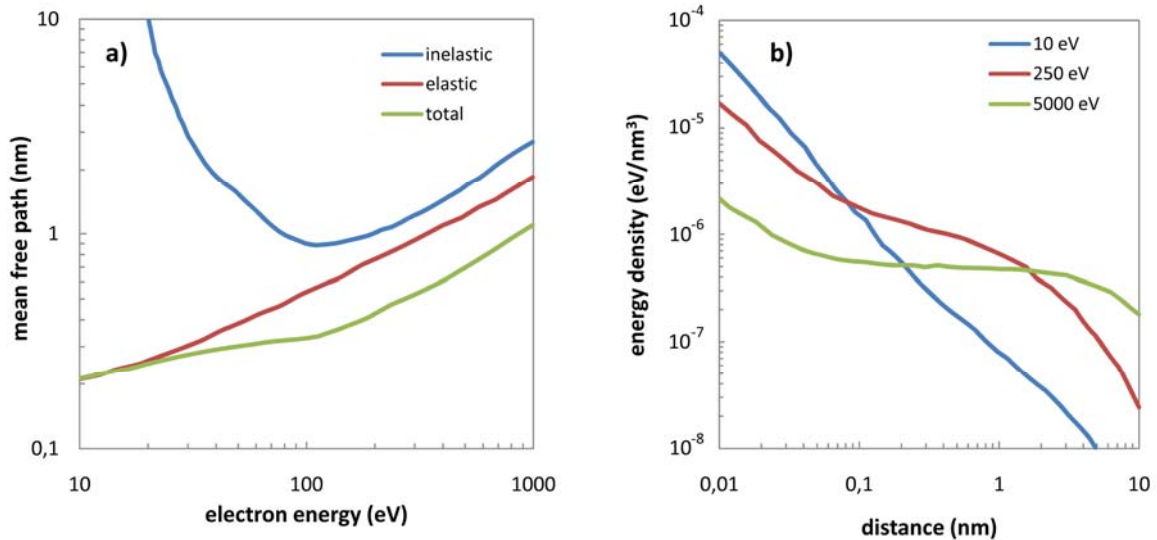 a)
inelastic
elastic
total
mean free path (nm)
10
1
0,1
10
100
1000
electron energy (eV)
b)
10 eV
250 eV
5000 eV
energy density (eV/nm³)
10⁻⁴
10⁻⁵
10⁻⁶
10⁻⁷
10⁻⁸
0,01
0,1
1
10
distance (nm)